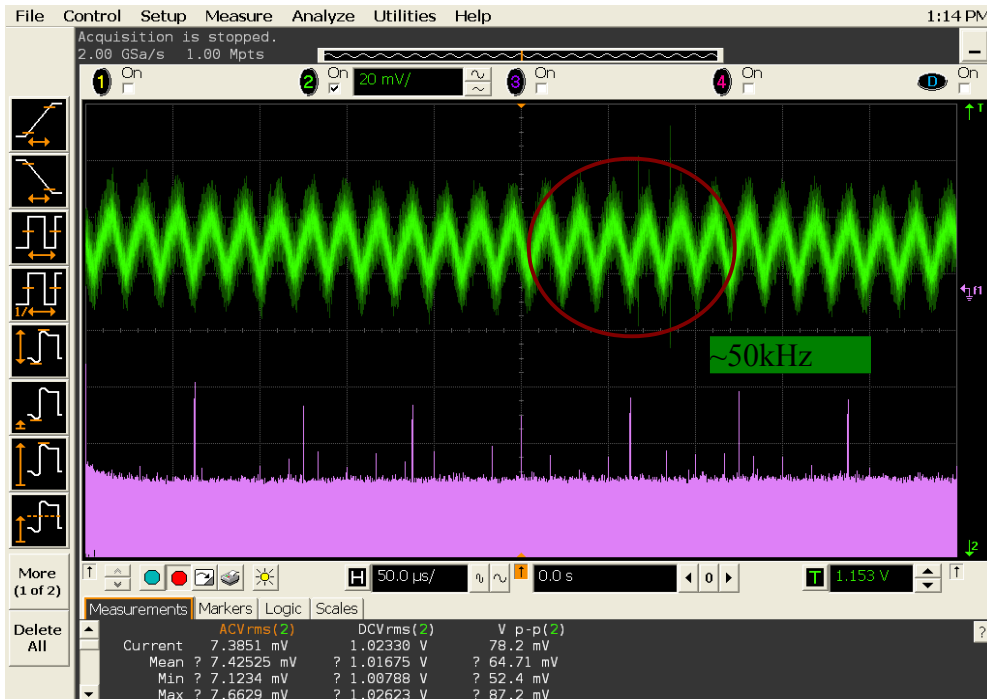 File Control Setup Measure Analyze Utilities Help 1:14 PM
Acquisition is stopped.
2.00 GSa/s 1.00 Mpts
1 On 2 On 20 mV/ 3 On 4 On D On
T
f1
~50kHz
1/
2
More
(1 of 2)
Delete
All
H 50.0 µs/ T 0.0 s 0 T 1.153 V
Measurements Markers Logic Scales
ACVrms(2) DCVrms(2) V p-p(2)
Current 7.3851 mV 1.02330 V 78.2 mV
Mean ? 7.42525 mV ? 1.01675 V ? 64.71 mV
Min ? 7.1234 mV ? 1.00788 V ? 52.4 mV
Max ? 7.6629 mV ? 1.02623 V ? 87.2 mV
?